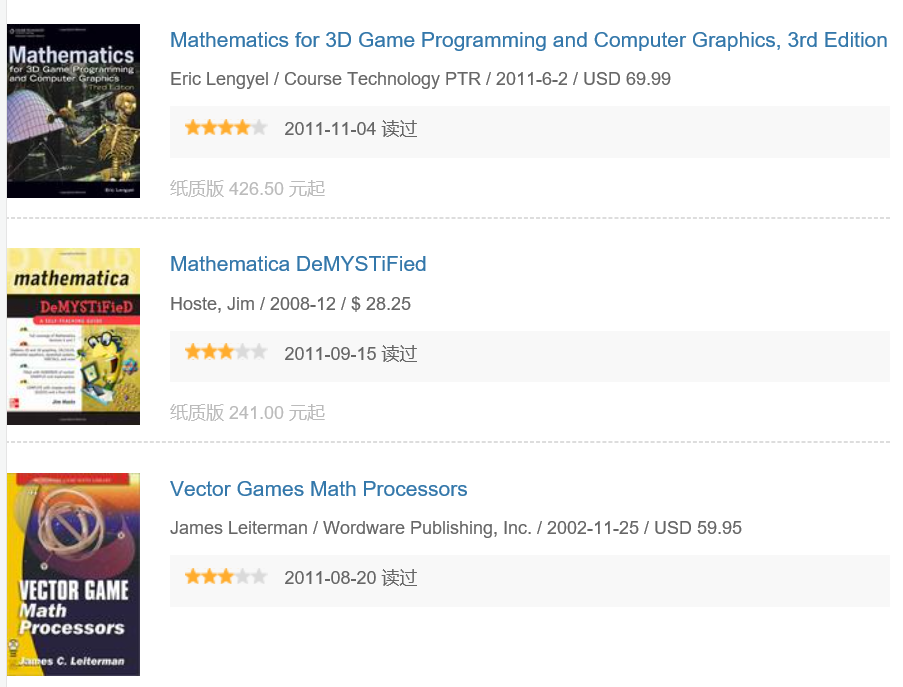 Mathematics for 3D Game Programming and Computer Graphics, 3rd Edition
Eric Lengyel / Course Technology PTR / 2011-6-2 / USD 69.99
2011-11-04 读过
纸质版 426.50 元起
Mathematics
for 3D Game Programming
and Computer Graphics
Third Edition
Eric Lengyel
Mathematica DeMYSTiFied
Hoste, Jim / 2008-12 / $ 28.25
2011-09-15 读过
纸质版 241.00 元起
mathematica
DeMYSTiFieD
A SELF-TEACHING GUIDE
Jim Hoste
Vector Games Math Processors
James Leiterman / Wordware Publishing, Inc. / 2002-11-25 / USD 59.95
2011-08-20 读过
VECTOR GAME
Math
Processors
James C. Leiterman